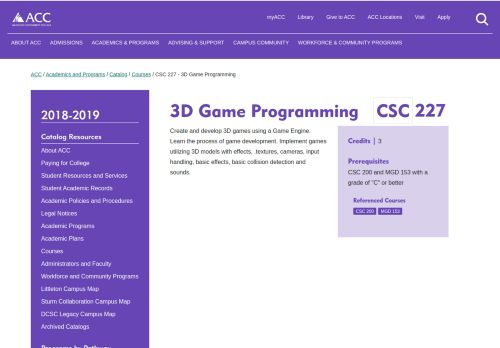 ACC
myACC Library Give to ACC ACC Locations Visit Apply
ABOUT ACC ADMISSIONS ACADEMICS & PROGRAMS ADVISING & SUPPORT CAMPUS COMMUNITY WORKFORCE & COMMUNITY PROGRAMS
ACC / Academics and Programs / Catalog / Courses / CSC 227 - 3D Game Programming
2018-2019
Catalog Resources
About ACC
Paying for College
Student Resources and Services
Student Academic Records
Academic Policies and Procedures
Legal Notices
Academic Programs
Academic Plans
Courses
Administrators and Faculty
Workforce and Community Programs
Littleton Campus Map
Sturm Collaboration Campus Map
DCSC Legacy Campus Map
Archived Catalogs
3D Game Programming CSC 227
Create and develop 3D games using a Game Engine.
Learn the process of game development. Implement games
utilizing 3D models with effects, .textures, cameras, input
handling, basic effects, basic collision detection and
sounds.
Credits | 3
Prerequisites
CSC 200 and MGD 153 with a
grade of "C" or better
Referenced Courses
CSC 200 MGD 153